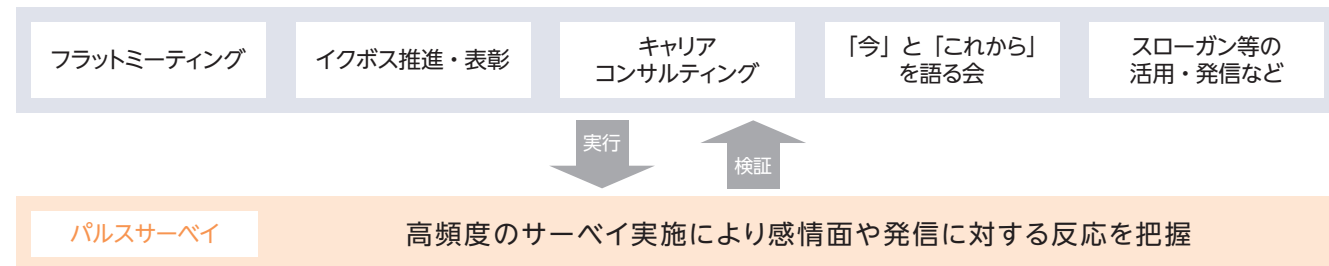 フラットミーティング
イクボス推進・表彰
キャリア
コンサルティング
「今」と「これから」
を語る会
スローガン等の
活用・発信など
実行
検証
パルスサーベイ
高頻度のサーベイ実施により感情面や発信に対する反応を把握